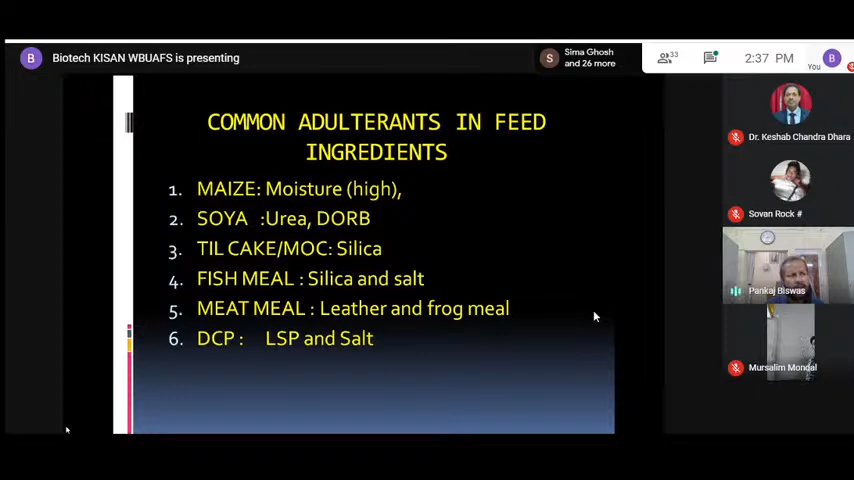 B Biotech KISAN WBUAFS is presenting
S Sima Ghosh
and 26 more
33
2:37 PM
You
B
COMMON ADULTERANTS IN FEED
INGREDIENTS
1. MAIZE: Moisture (high),
2. SOYA :Urea, DORB
3. TIL CAKE/MOC: Silica
4. FISH MEAL : Silica and salt
5. MEAT MEAL : Leather and frog meal
6. DCP : LSP and Salt
Dr. Keshab Chandra Dhara
Sovan Rock #
Pankaj Biswas
Mursalim Mondal